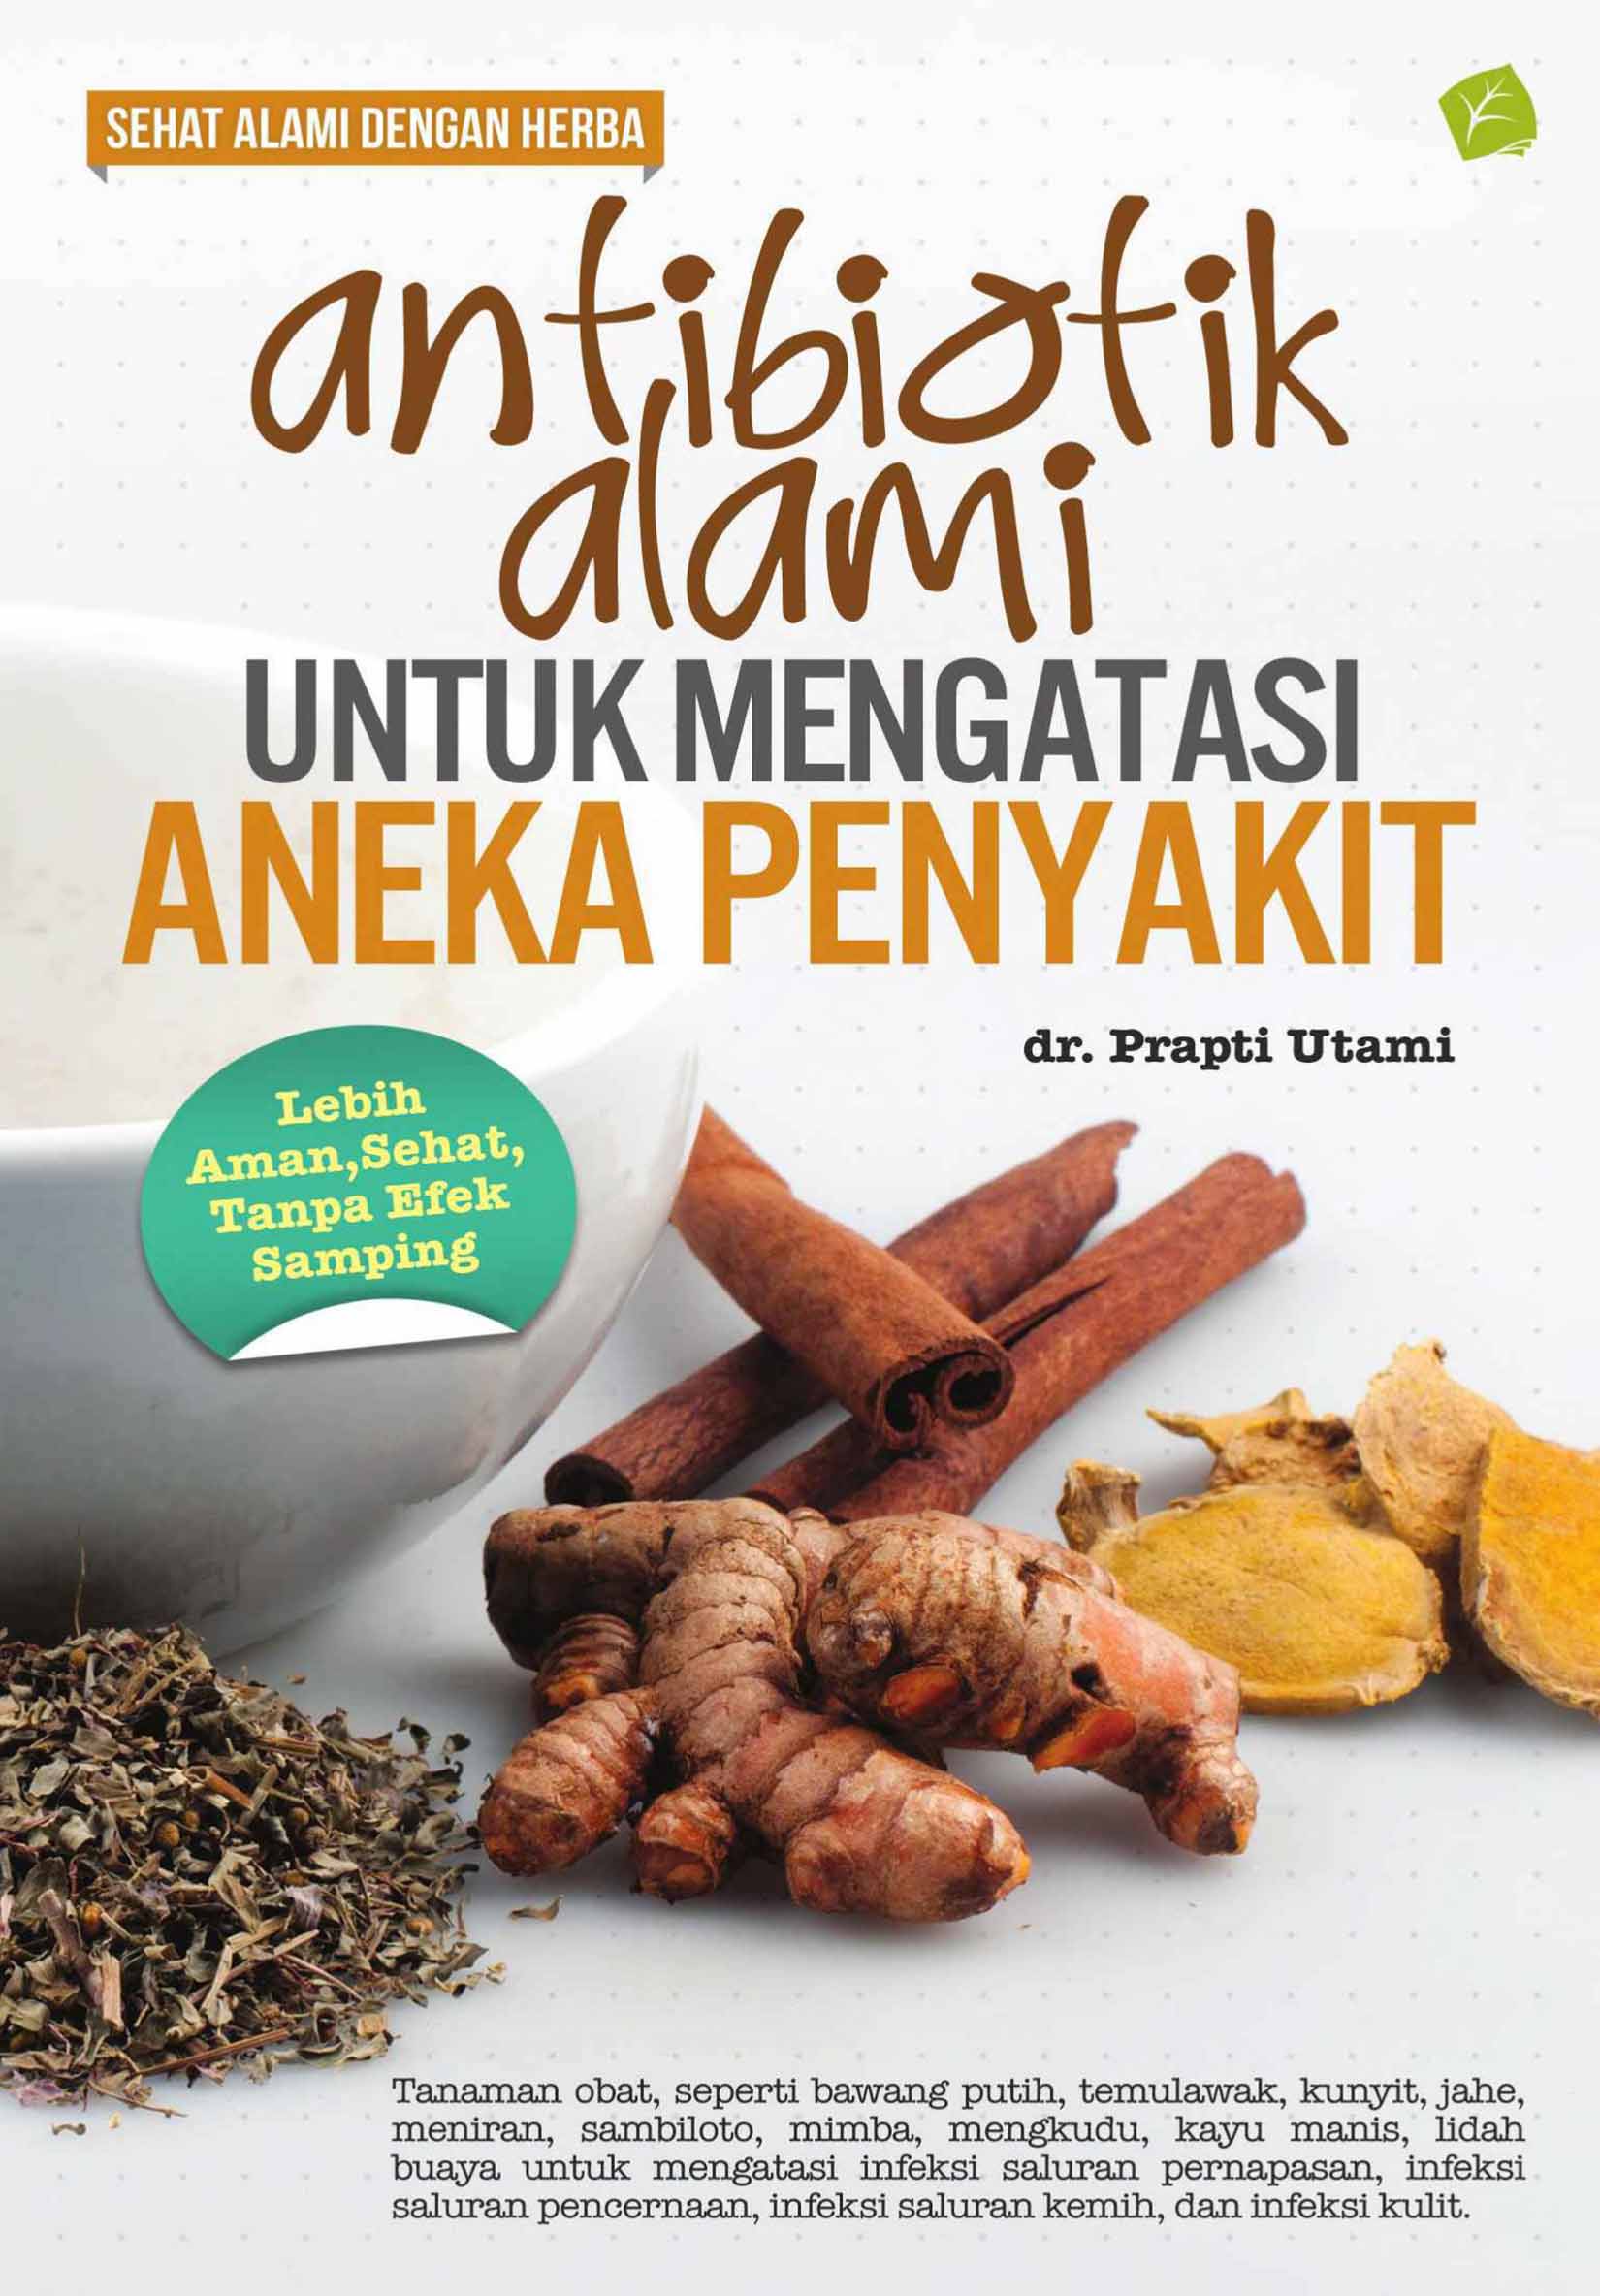 SEHAT ALAMI DENGAN HERBA
antibiotik
alami
UNTUK MENGATASI
ANEKA PENYAKIT
dr. Prapti Utami
Lebih
Aman,Sehat,
Tanpa Efek
Samping
Tanaman obat, seperti bawang putih, temulawak, kunyit, jahe,
meniran, sambiloto, mimba, mengkudu, kayu manis, lidah
buaya untuk mengatasi infeksi saluran pernapasan, infeksi
saluran pencernaan, infeksi saluran kemih, dan infeksi kulit.